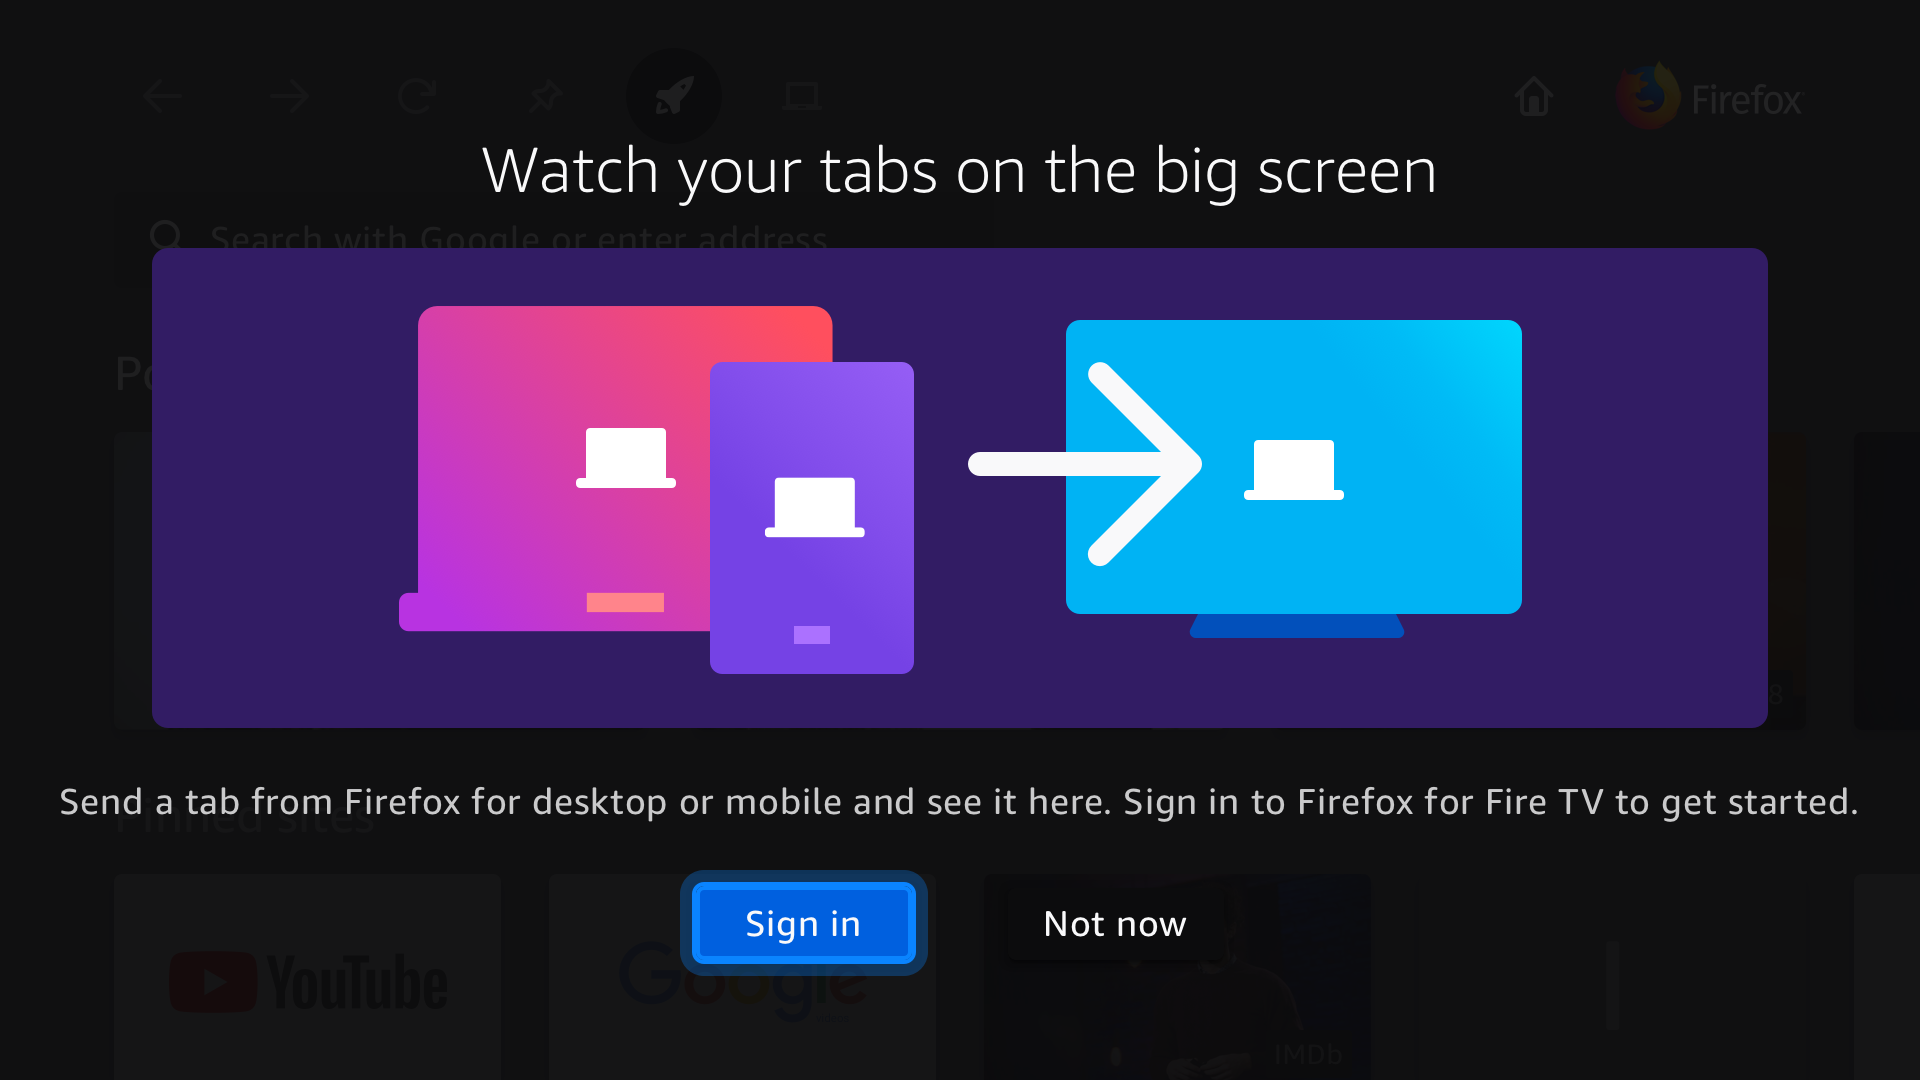 Firefox
Watch your tabs on the big screen
Search with Google or enter address
Send a tab from Firefox for desktop or mobile and see it here. Sign in to Firefox for Fire TV to get started.
Pinned sites
Sign in
Not now
YouTube
Google
IMDb